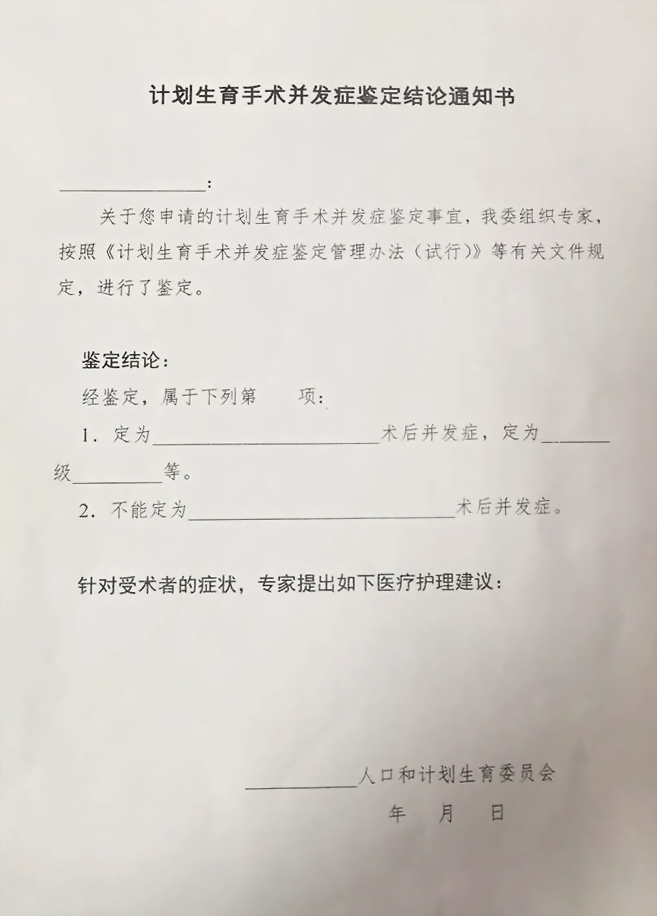 计划生育手术并发症鉴定结论通知书
______________：
关于您申请的计划生育手术并发症鉴定事宜，我委组织专家，
按照《计划生育手术并发症鉴定管理办法（试行）》等有关文件规
定，进行了鉴定。
鉴定结论：
经鉴定，属于下列第　　项：
1．定为______________________术后并发症，定为_______
级_________等。
2．不能定为__________________________术后并发症。
针对受术者的症状，专家提出如下医疗护理建议：
___________人口和计划生育委员会
年　月　日